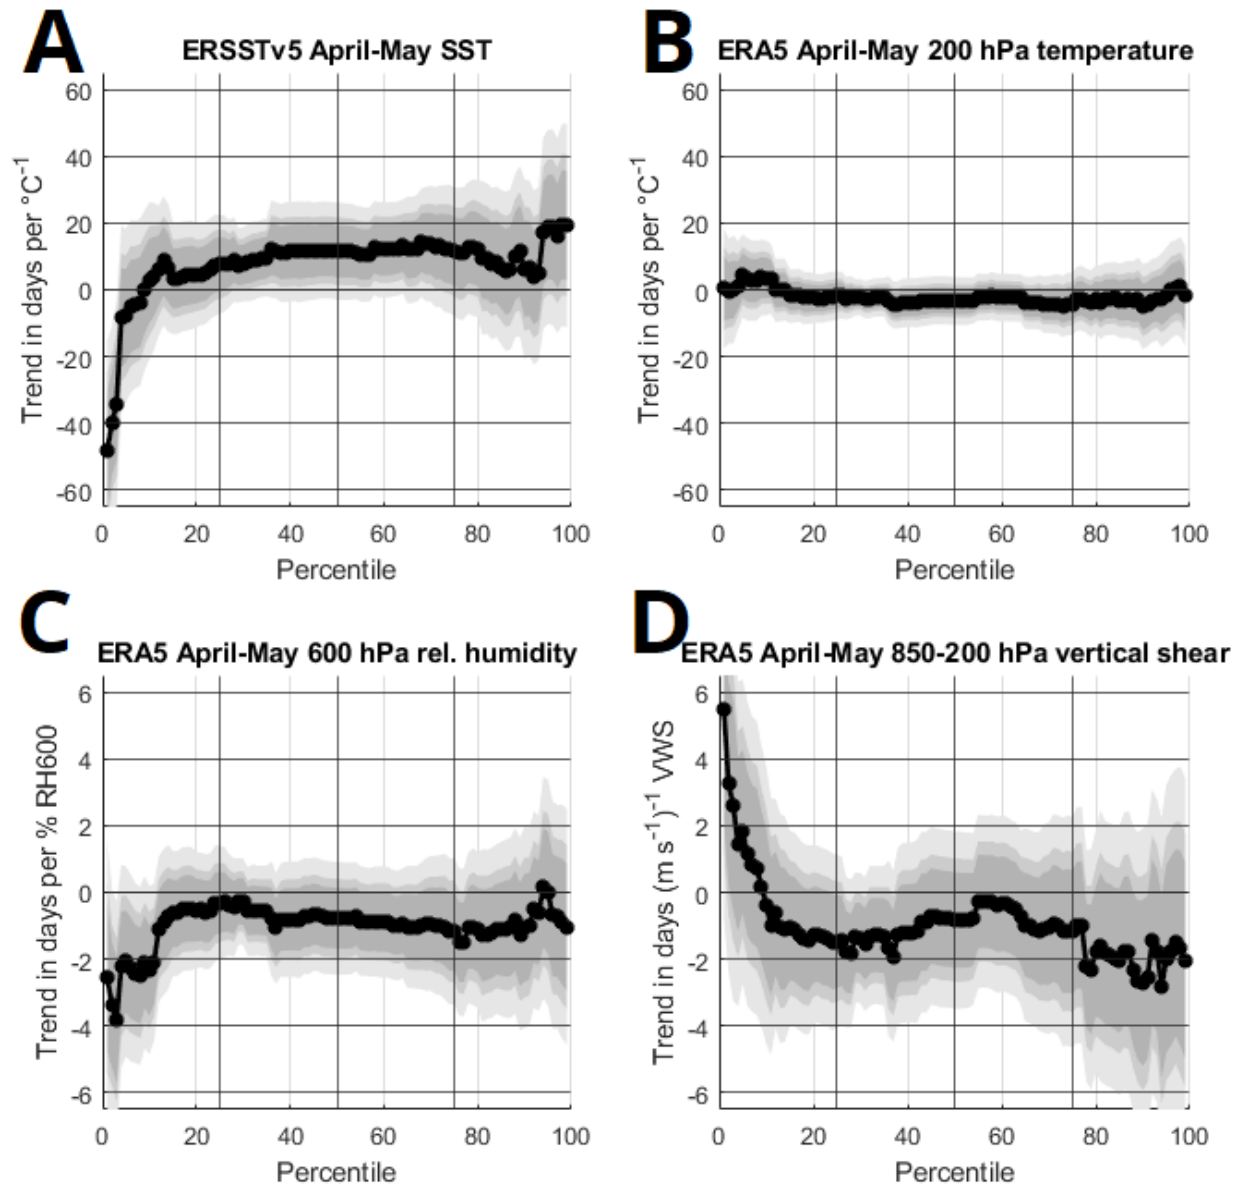 A
ERSSTv5 April-May SST
Trend in days per °C⁻¹
60
40
20
0
-20
-40
-60
0 20 40 60 80 100
Percentile
B
ERA5 April-May 200 hPa temperature
Trend in days per °C⁻¹
60
40
20
0
-20
-40
-60
0 20 40 60 80 100
Percentile
C
ERA5 April-May 600 hPa rel. humidity
Trend in days per % RH600
6
4
2
0
-2
-4
-6
0 20 40 60 80 100
Percentile
D
ERA5 April-May 850-200 hPa vertical shear
Trend in days (m s⁻¹)⁻¹ VWS
6
4
2
0
-2
-4
-6
0 20 40 60 80 100
Percentile